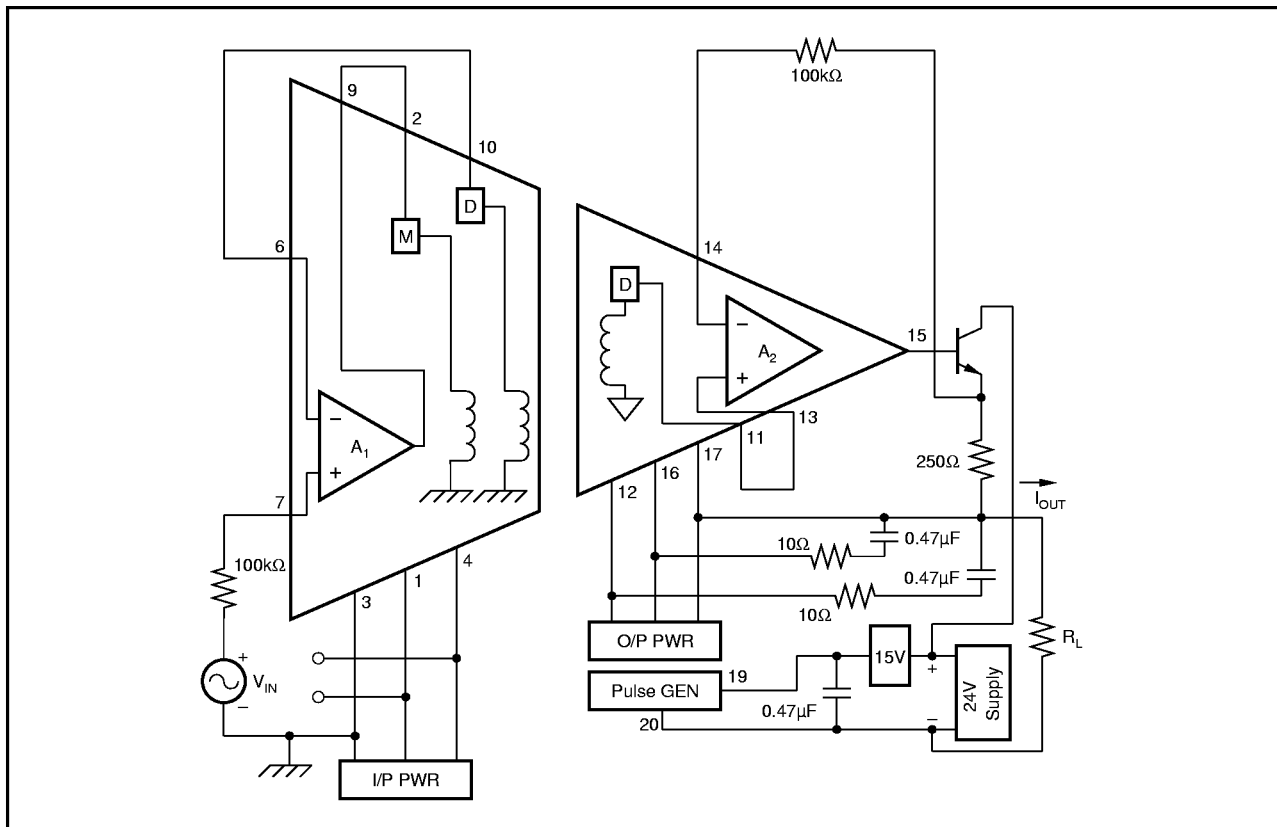 100kΩ
9
2
10
D
M
6
14
D
−
A2
+
15
13
11
17
16
12
250Ω
IOUT
−
A1
+
7
100kΩ
4
1
3
10Ω
0.47µF
0.47µF
10Ω
O/P PWR
RL
15V
+
24V
Supply
−
Pulse GEN
19
20
0.47µF
+
VIN
−
I/P PWR